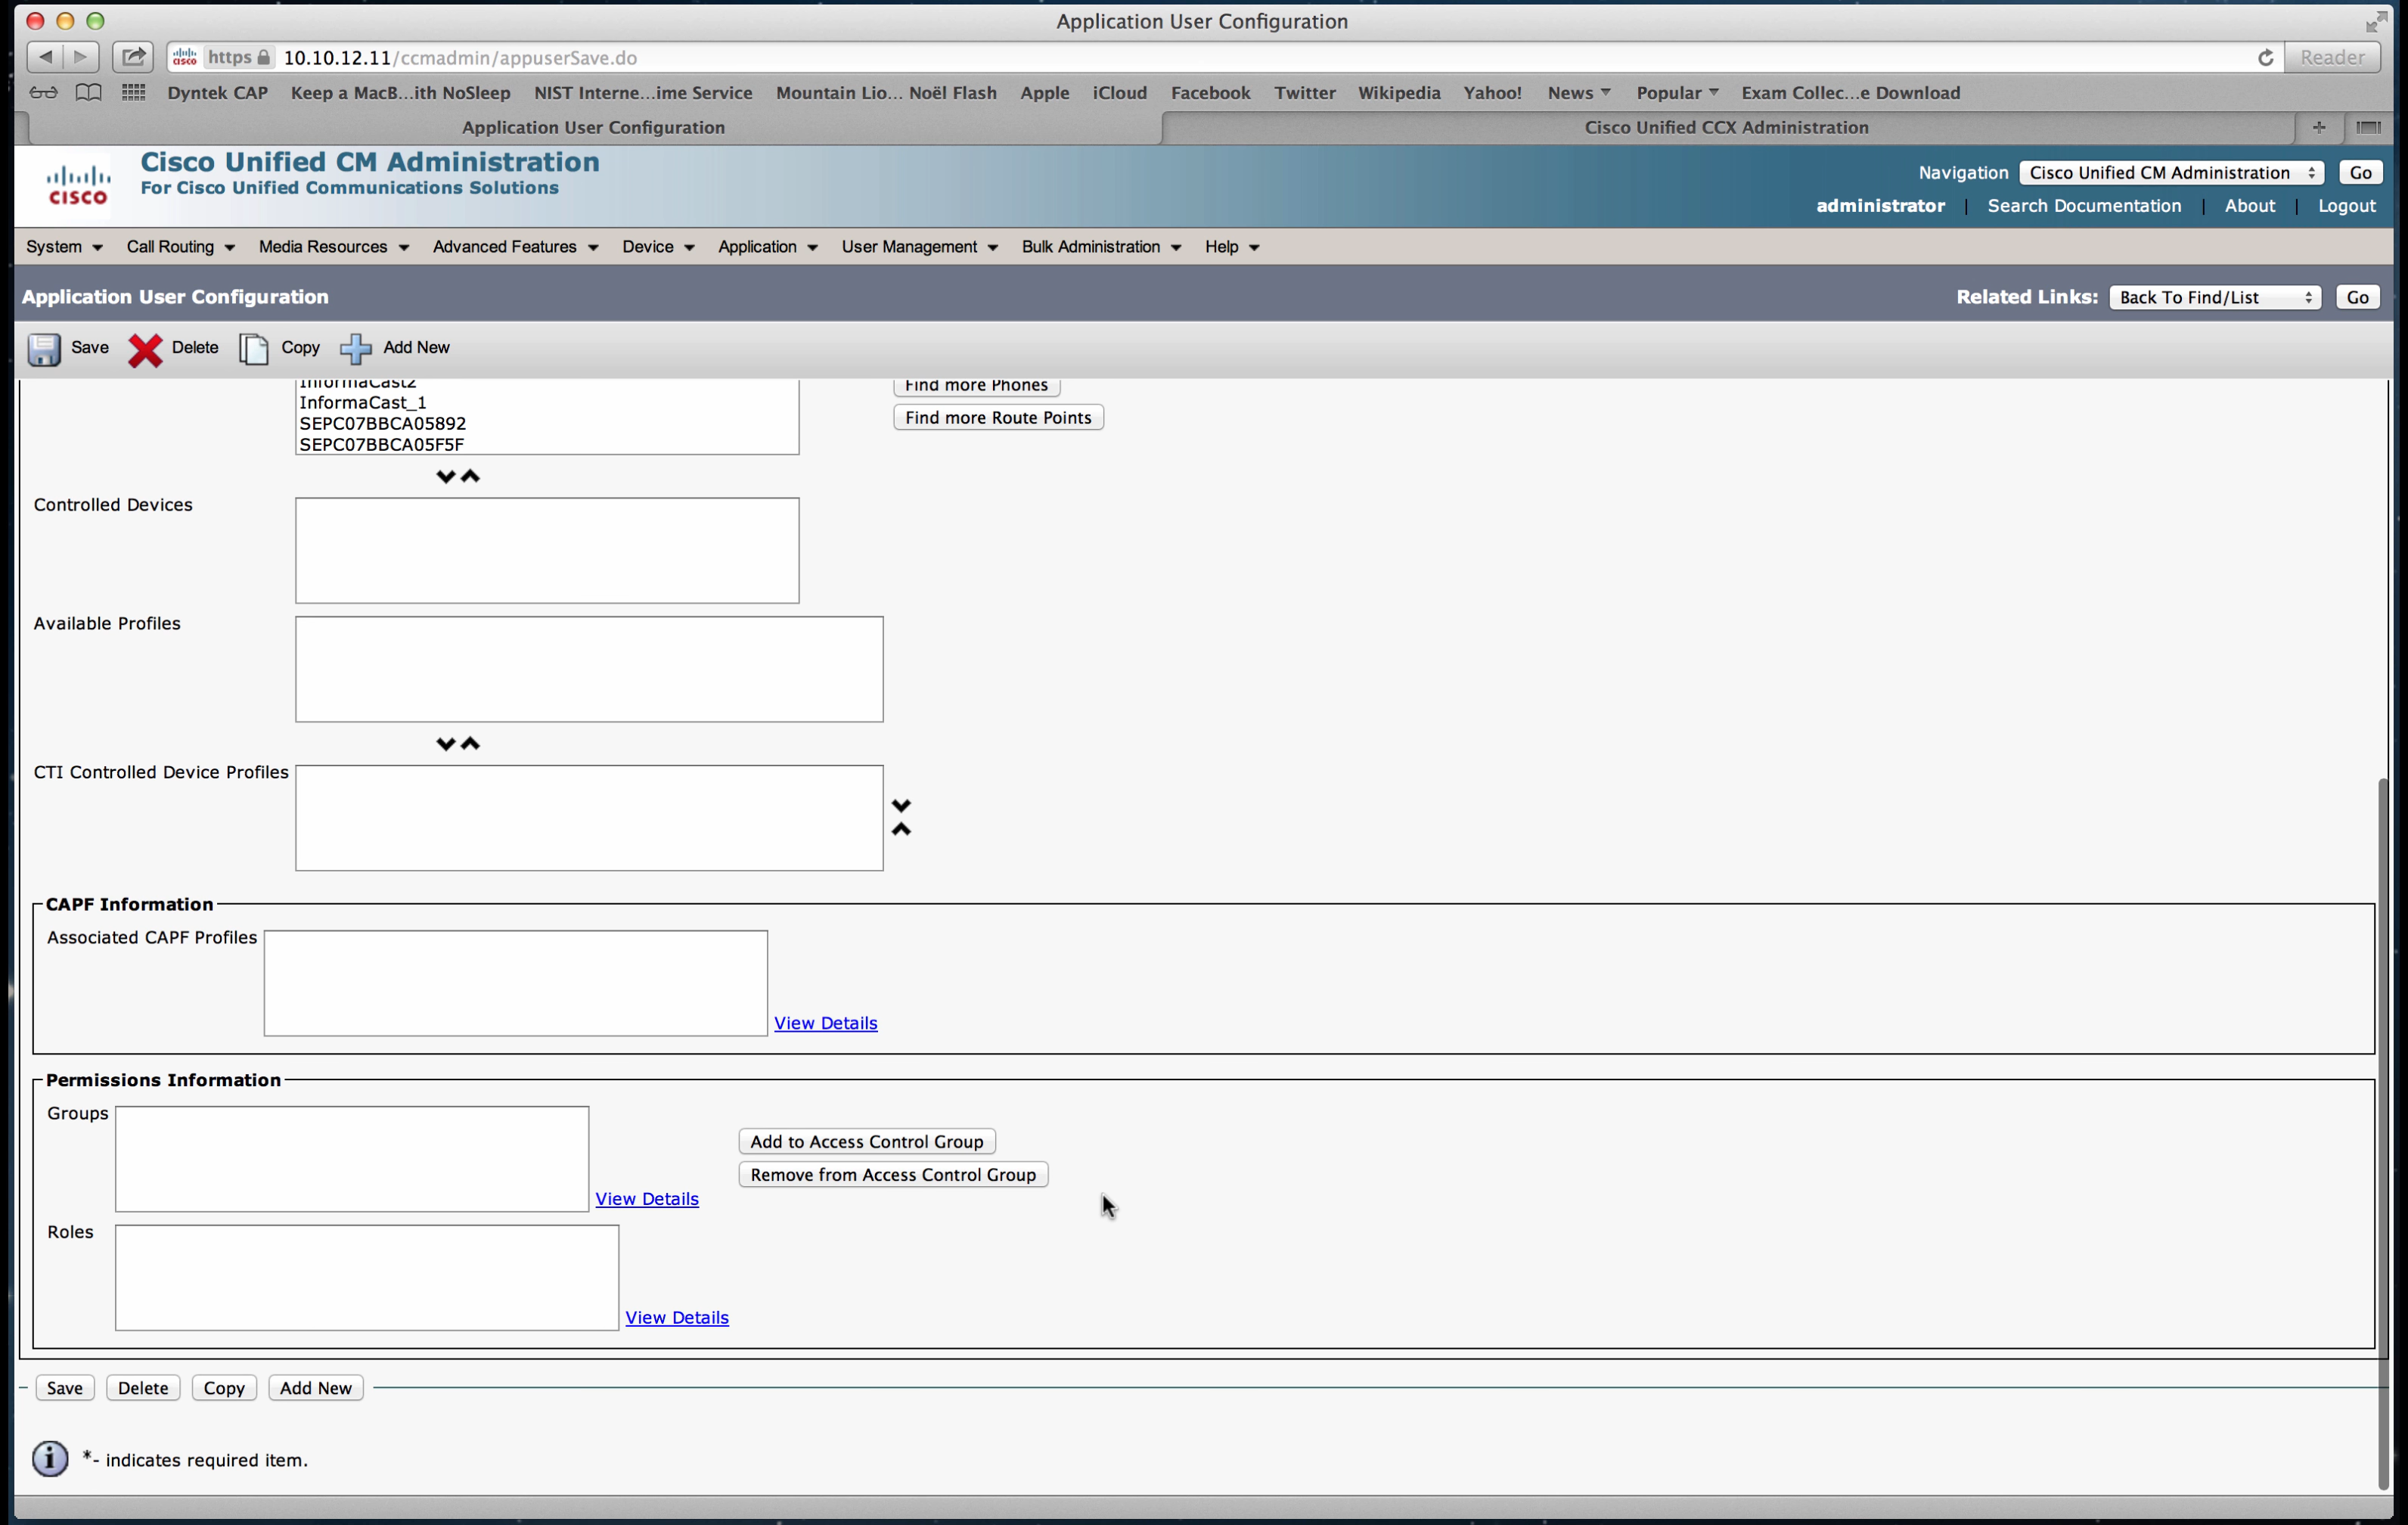 Application User Configuration
cisco https 10.10.12.11/ccmadmin/appuserSave.do Reader
Dyntek CAP Keep a MacB...ith NoSleep NIST Interne...ime Service Mountain Lio... Noël Flash Apple iCloud Facebook Twitter Wikipedia Yahoo! News Popular Exam Collec...e Download
Application User Configuration Cisco Unified CCX Administration
CISCO
Cisco Unified CM Administration
For Cisco Unified Communications Solutions
Navigation Cisco Unified CM Administration Go
administrator | Search Documentation | About | Logout
System Call Routing Media Resources Advanced Features Device Application User Management Bulk Administration Help
Application User Configuration Related Links: Back To Find/List Go
Save Delete Copy Add New
InformaCast2 Find more Phones
InformaCast_1
Find more Route Points
SEPC07BBCA05892
SEPC07BBCA05F5F
Controlled Devices
Available Profiles
CTI Controlled Device Profiles
CAPF Information
Associated CAPF Profiles
View Details
Permissions Information
Groups
Add to Access Control Group
Remove from Access Control Group
View Details
Roles
View Details
Save Delete Copy Add New
i *- indicates required item.